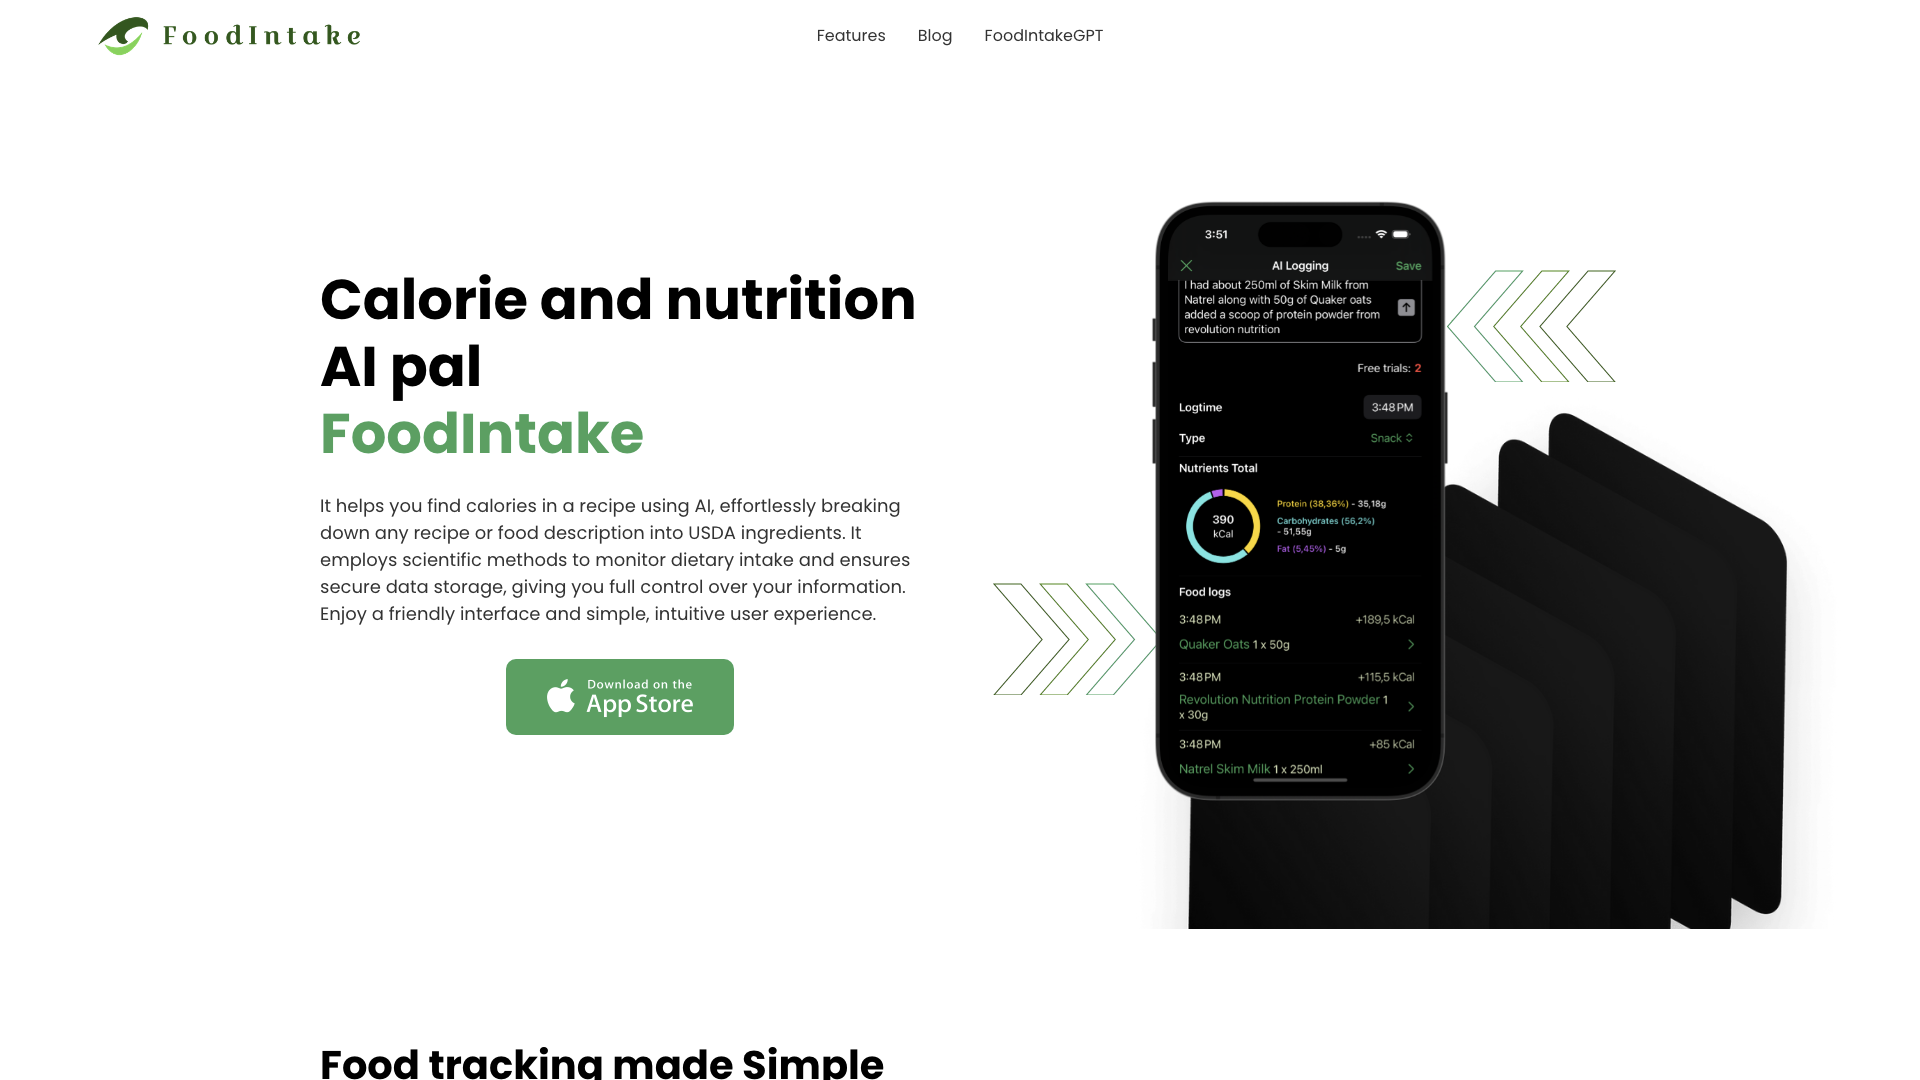 FoodIntake
Features
Blog
FoodIntakeGPT
Calorie and nutrition
AI pal
FoodIntake
It helps you find calories in a recipe using AI, effortlessly breaking
down any recipe or food description into USDA ingredients. It
employs scientific methods to monitor dietary intake and ensures
secure data storage, giving you full control over your information.
Enjoy a friendly interface and simple, intuitive user experience.
Download on the
App Store
3:51
AI Logging
Save
I had about 250ml of Skim Milk from
Natrel along with 50g of Quaker oats
added a scoop of protein powder from
revolution nutrition
Free trials: 2
Logtime
3:48 PM
Type
Snack
Nutrients Total
390
kCal
Protein (38,36%) - 35,18g
Carbohydrates (56,2%)
- 51,55g
Fat (5,45%) - 5g
Food logs
3:48 PM
+189,5 kCal
Quaker Oats 1 x 50g
3:48 PM
+115,5 kCal
Revolution Nutrition Protein Powder 1
x 30g
3:48 PM
+85 kCal
Natrel Skim Milk 1 x 250ml
Food tracking made Simple